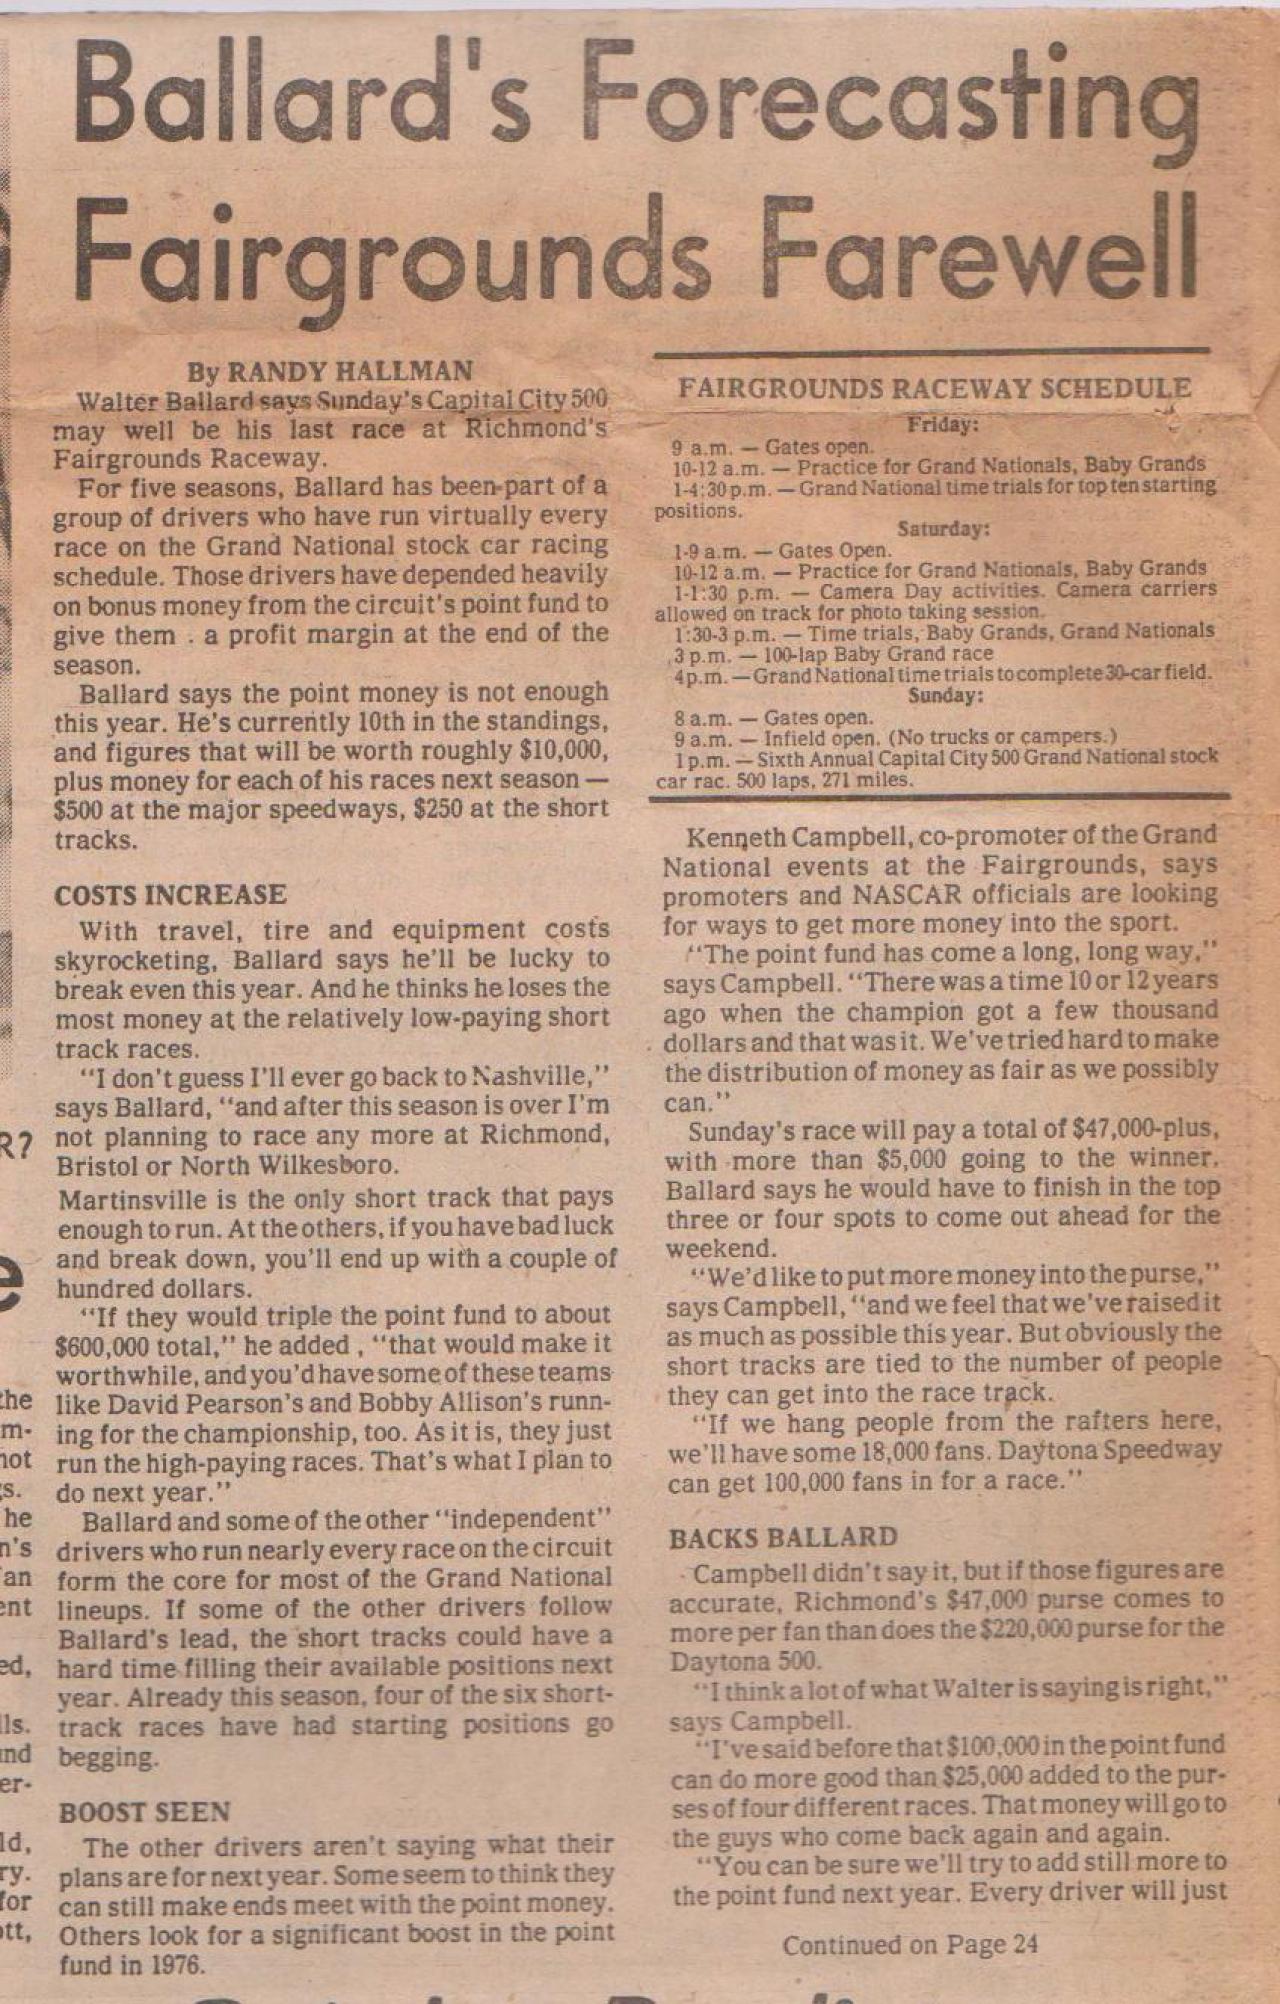 Ballard's Forecasting
Fairgrounds Farewell
By RANDY HALLMAN
Walter Ballard says Sunday's Capital City 500
may well be his last race at Richmond's
Fairgrounds Raceway.
For five seasons, Ballard has been part of a
group of drivers who have run virtually every
race on the Grand National stock car racing
schedule. Those drivers have depended heavily
on bonus money from the circuit's point fund to
give them . a profit margin at the end of the
season.
Ballard says the point money is not enough
this year. He's currently 10th in the standings,
and figures that will be worth roughly $10,000,
plus money for each of his races next season —
$500 at the major speedways, $250 at the short
tracks.
COSTS INCREASE
With travel, tire and equipment costs
skyrocketing, Ballard says he'll be lucky to
break even this year. And he thinks he loses the
most money at the relatively low-paying short
track races.
"I don't guess I'll ever go back to Nashville,"
says Ballard, "and after this season is over I'm
not planning to race any more at Richmond,
Bristol or North Wilkesboro.
Martinsville is the only short track that pays
enough to run. At the others, if you have bad luck
and break down, you'll end up with a couple of
hundred dollars.
"If they would triple the point fund to about
$600,000 total," he added , "that would make it
worthwhile, and you'd have some of these teams
like David Pearson's and Bobby Allison's runn-
ing for the championship, too. As it is, they just
run the high-paying races. That's what I plan to
do next year."
Ballard and some of the other "independent"
drivers who run nearly every race on the circuit
form the core for most of the Grand National
lineups. If some of the other drivers follow
Ballard's lead, the short tracks could have a
hard time filling their available positions next
year. Already this season, four of the six short-
track races have had starting positions go
begging.
BOOST SEEN
The other drivers aren't saying what their
plans are for next year. Some seem to think they
can still make ends meet with the point money.
Others look for a significant boost in the point
fund in 1976.
FAIRGROUNDS RACEWAY SCHEDULE
Friday:
9 a.m. — Gates open.
10-12 a.m. — Practice for Grand Nationals, Baby Grands
1-4:30 p.m. — Grand National time trials for top ten starting
positions.
Saturday:
1-9 a.m. — Gates Open.
10-12 a.m. — Practice for Grand Nationals, Baby Grands
1-1:30 p.m. — Camera Day activities. Camera carriers
allowed on track for photo taking session.
1:30-3 p.m. — Time trials, Baby Grands, Grand Nationals
3 p.m. — 100-lap Baby Grand race
4 p.m. — Grand National time trials to complete 30-car field.
Sunday:
8 a.m. — Gates open.
9 a.m. — Infield open. (No trucks or campers.)
1 p.m. — Sixth Annual Capital City 500 Grand National stock
car rac. 500 laps, 271 miles.
Kenneth Campbell, co-promoter of the Grand
National events at the Fairgrounds, says
promoters and NASCAR officials are looking
for ways to get more money into the sport.
"The point fund has come a long, long way,"
says Campbell. "There was a time 10 or 12 years
ago when the champion got a few thousand
dollars and that was it. We've tried hard to make
the distribution of money as fair as we possibly
can."
Sunday's race will pay a total of $47,000-plus,
with more than $5,000 going to the winner.
Ballard says he would have to finish in the top
three or four spots to come out ahead for the
weekend.
"We'd like to put more money into the purse,"
says Campbell, "and we feel that we've raised it
as much as possible this year. But obviously the
short tracks are tied to the number of people
they can get into the race track.
"If we hang people from the rafters here,
we'll have some 18,000 fans. Daytona Speedway
can get 100,000 fans in for a race."
BACKS BALLARD
Campbell didn't say it, but if those figures are
accurate, Richmond's $47,000 purse comes to
more per fan than does the $220,000 purse for the
Daytona 500.
"I think a lot of what Walter is saying is right,"
says Campbell.
"I've said before that $100,000 in the point fund
can do more good than $25,000 added to the pur-
ses of four different races. That money will go to
the guys who come back again and again.
"You can be sure we'll try to add still more to
the point fund next year. Every driver will just
Continued on Page 24